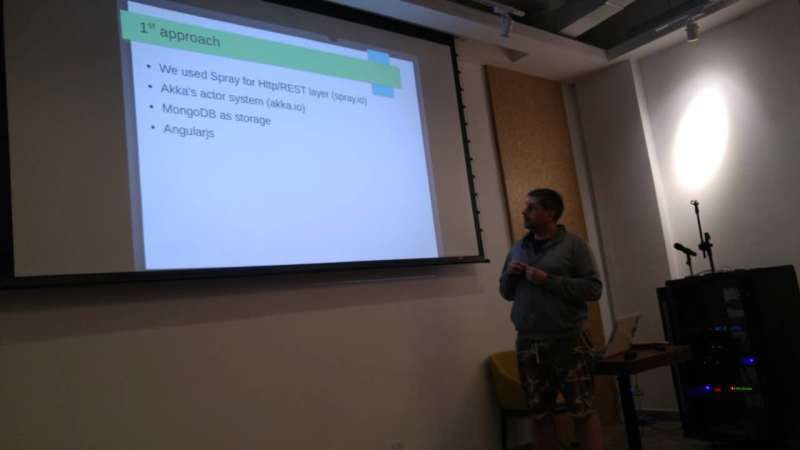 1st approach
• We used Spray for Http/REST layer (spray.io)
• Akka's actor system (akka.io)
• MongoDB as storage
• Angularjs